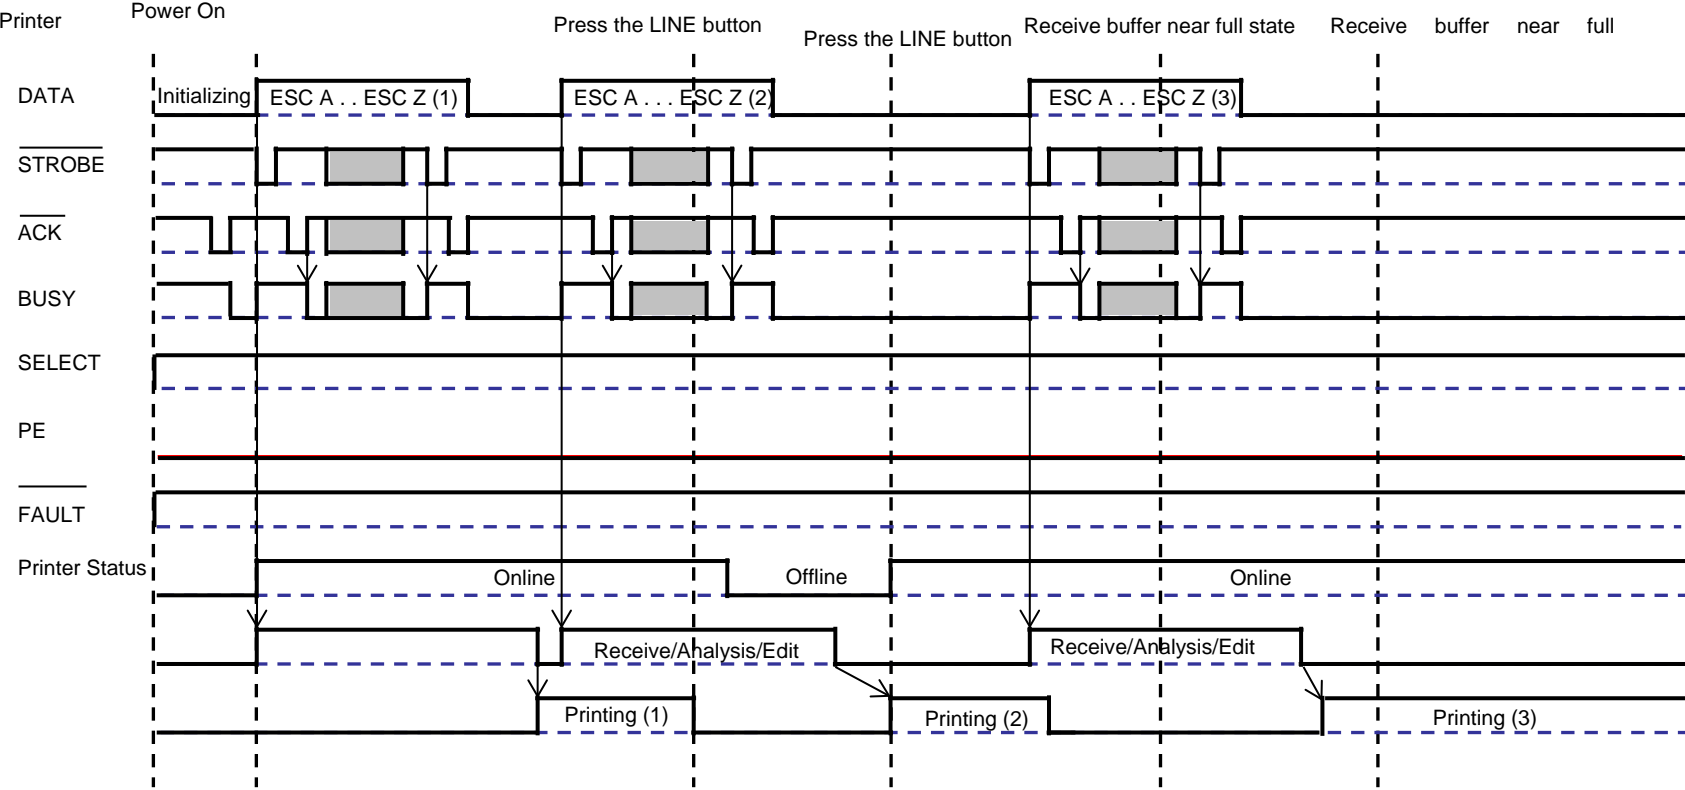 Printer
Power On
Press the LINE button
Press the LINE button
Receive buffer near full state
Receive buffer near full
DATA
Initializing
ESC A . . ESC Z (1)
ESC A . . . ESC Z (2)
ESC A . . ESC Z (3)
STROBE
ACK
BUSY
SELECT
PE
FAULT
Printer Status
Online
Offline
Online
Receive/Analysis/Edit
Receive/Analysis/Edit
Printing (1)
Printing (2)
Printing (3)